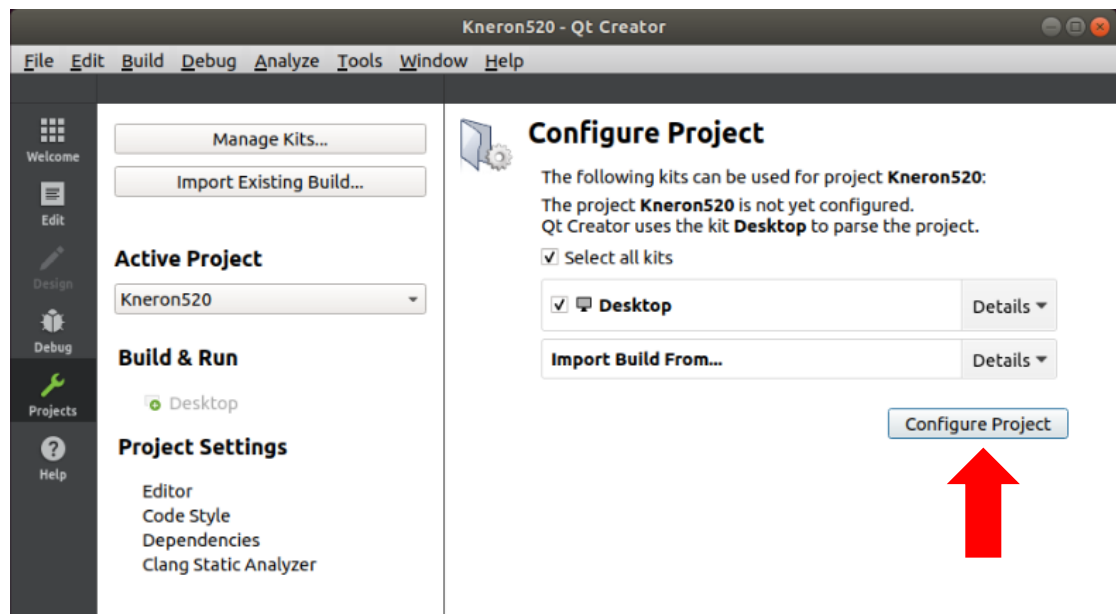 Kneron520 - Qt Creator
File Edit Build Debug Analyze Tools Window Help
Welcome
Edit
Design
Debug
Projects
Help
Manage Kits...
Import Existing Build...
Active Project
Kneron520
Build & Run
Desktop
Project Settings
Editor
Code Style
Dependencies
Clang Static Analyzer
Configure Project
The following kits can be used for project Kneron520:
The project Kneron520 is not yet configured.
Qt Creator uses the kit Desktop to parse the project.
Select all kits
Desktop Details
Import Build From... Details
Configure Project